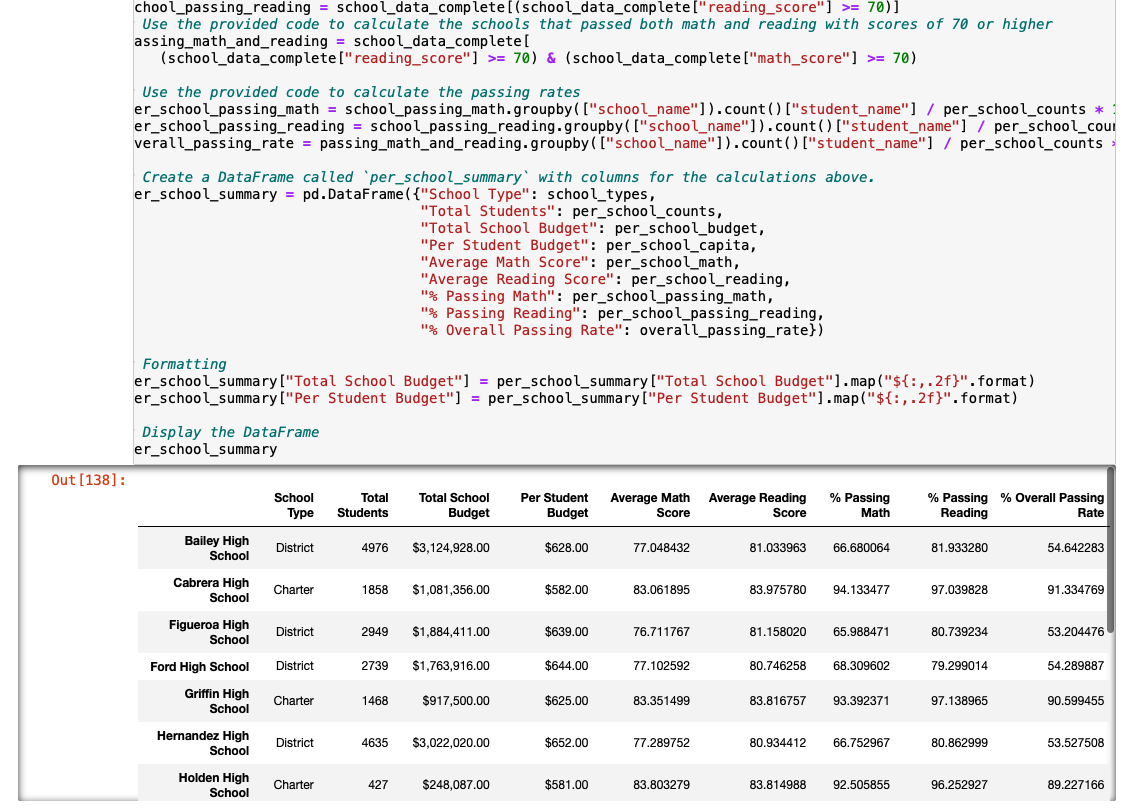 chool_passing_reading = school_data_complete[(school_data_complete["reading_score"] >= 70)]
Use the provided code to calculate the schools that passed both math and reading with scores of 70 or higher
assing_math_and_reading = school_data_complete[
(school_data_complete["reading_score"] >= 70) & (school_data_complete["math_score"] >= 70)
Use the provided code to calculate the passing rates
er_school_passing_math = school_passing_math.groupby(["school_name"]).count()["student_name"] / per_school_counts *
er_school_passing_reading = school_passing_reading.groupby(["school_name"]).count()["student_name"] / per_school_cou
verall_passing_rate = passing_math_and_reading.groupby(["school_name"]).count()["student_name"] / per_school_counts
Create a DataFrame called `per_school_summary` with columns for the calculations above.
er_school_summary = pd.DataFrame({"School Type": school_types,
"Total Students": per_school_counts,
"Total School Budget": per_school_budget,
"Per Student Budget": per_school_capita,
"Average Math Score": per_school_math,
"Average Reading Score": per_school_reading,
"% Passing Math": per_school_passing_math,
"% Passing Reading": per_school_passing_reading,
"% Overall Passing Rate": overall_passing_rate})
Formatting
er_school_summary["Total School Budget"] = per_school_summary["Total School Budget"].map("${:,.2f}".format)
er_school_summary["Per Student Budget"] = per_school_summary["Per Student Budget"].map("${:,.2f}".format)
Display the DataFrame
er_school_summary
Out[138]:
School Type Total Students Total School Budget Per Student Budget Average Math Score Average Reading Score % Passing Math % Passing Reading % Overall Passing Rate
Bailey High School District 4976 $3,124,928.00 $628.00 77.048432 81.033963 66.680064 81.933280 54.642283
Cabrera High School Charter 1858 $1,081,356.00 $582.00 83.061895 83.975780 94.133477 97.039828 91.334769
Figueroa High School District 2949 $1,884,411.00 $639.00 76.711767 81.158020 65.988471 80.739234 53.204476
Ford High School District 2739 $1,763,916.00 $644.00 77.102592 80.746258 68.309602 79.299014 54.289887
Griffin High School Charter 1468 $917,500.00 $625.00 83.351499 83.816757 93.392371 97.138965 90.599455
Hernandez High School District 4635 $3,022,020.00 $652.00 77.289752 80.934412 66.752967 80.862999 53.527508
Holden High School Charter 427 $248,087.00 $581.00 83.803279 83.814988 92.505855 96.252927 89.227166